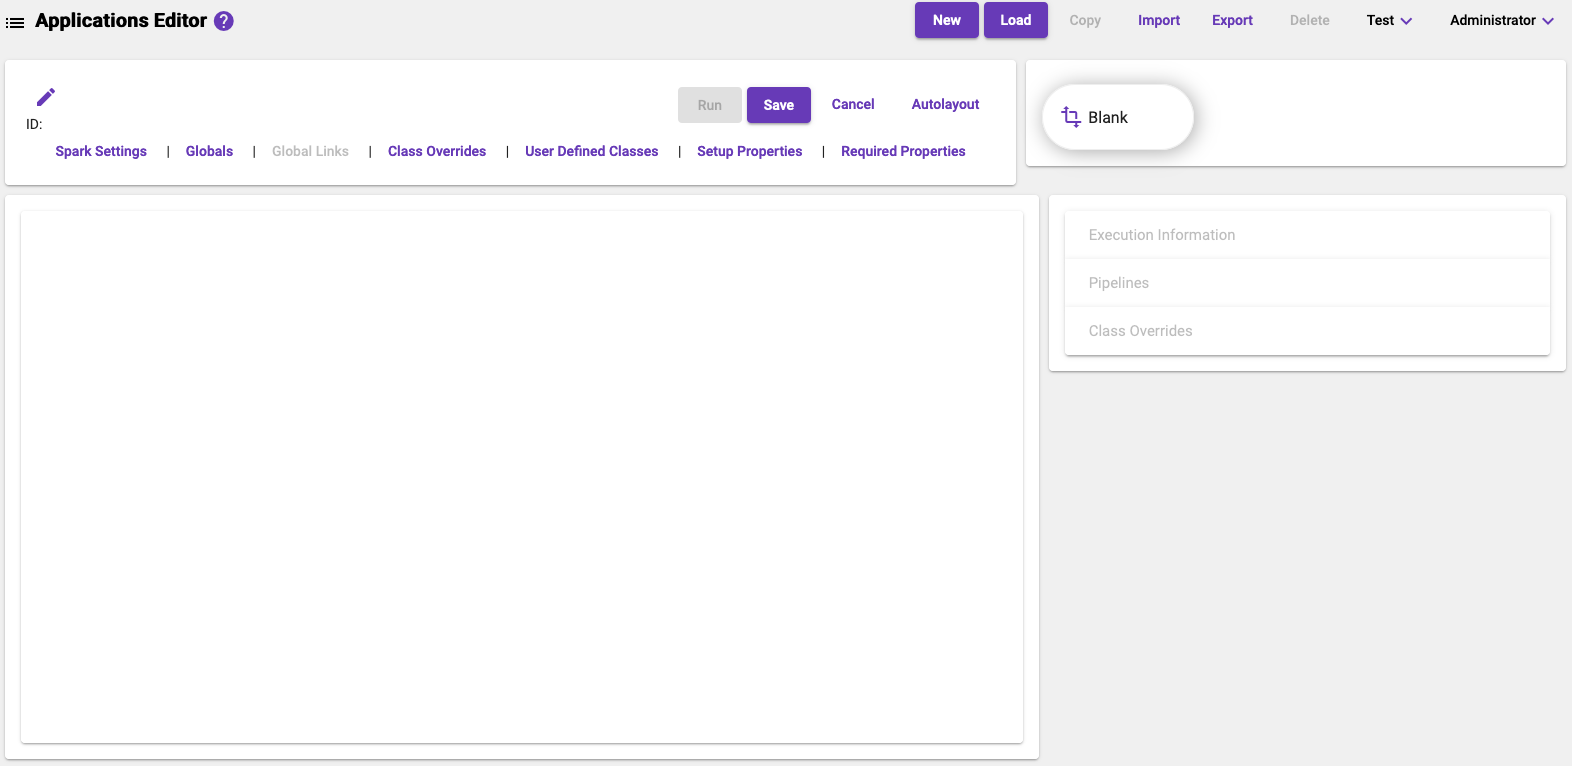 Applications Editor ?
New Load Copy Import Export Delete Test Administrator
Run Save Cancel Autolayout
ID:
Spark Settings | Globals | Global Links | Class Overrides | User Defined Classes | Setup Properties | Required Properties
Blank
Execution Information
Pipelines
Class Overrides